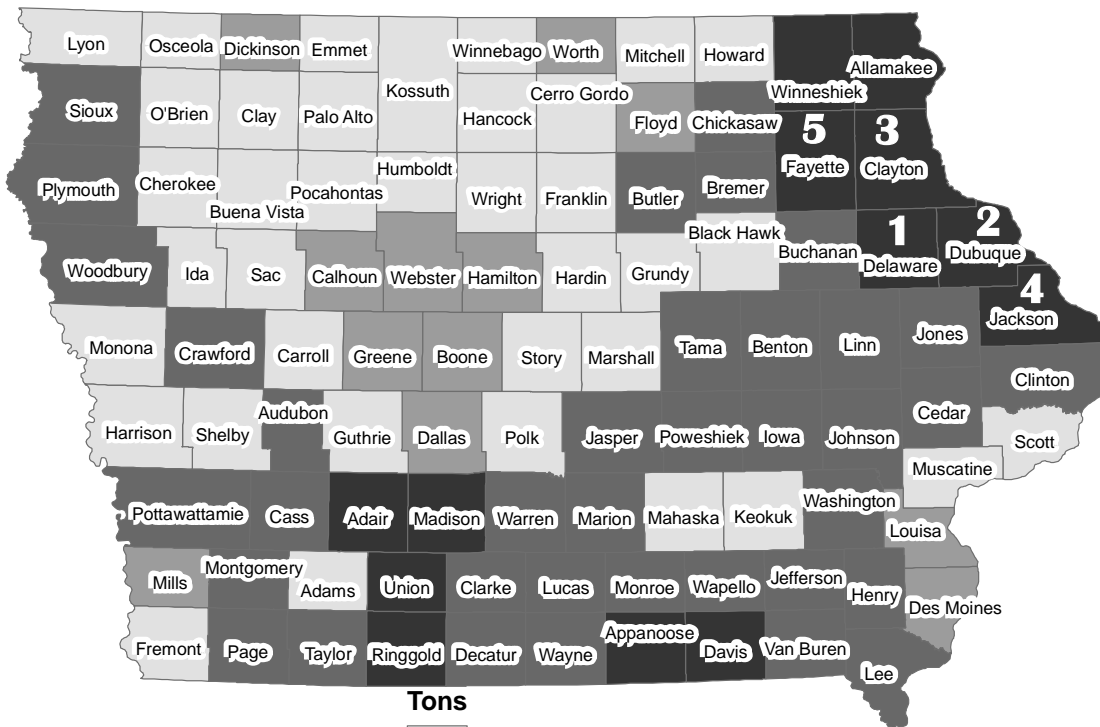 Lyon Osceola Dickinson Emmet Winnebago Worth Mitchell Howard
Allamakee
Kossuth Winneshiek
Sioux O'Brien Clay Palo Alto Hancock Cerro Gordo Floyd Chickasaw
5 3
Fayette Clayton
Plymouth Cherokee Buena Vista Pocahontas Humboldt Wright Franklin Butler Bremer
Black Hawk
1 2
Woodbury Ida Sac Calhoun Webster Hamilton Hardin Grundy Buchanan Delaware Dubuque
4
Jackson
Monona Crawford Carroll Greene Boone Story Marshall Tama Benton Linn Jones
Clinton
Harrison Shelby Audubon Guthrie Dallas Polk Jasper Poweshiek Iowa Johnson Cedar Scott
Muscatine
Pottawattamie Cass Adair Madison Warren Marion Mahaska Keokuk Washington
Louisa
Mills Montgomery Adams Union Clarke Lucas Monroe Wapello Jefferson Henry Des Moines
Fremont Page Taylor Ringgold Decatur Wayne Appanoose Davis Van Buren Lee
Tons